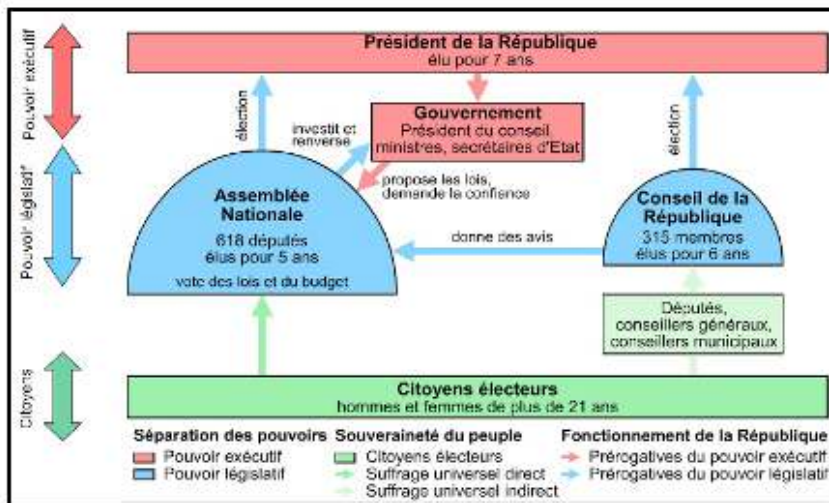 Président de la République
élu pour 7 ans
Pouvoir exécutif
Gouvernement
Président du conseil
ministres, secrétaires d'Etat
élection
investit et
renverse
élection
propose les lois,
demande la confiance
Pouvoir législatif
Assemblée
Nationale
618 députés
élus pour 5 ans
vote des lois et du budget
donne des avis
Conseil de la
République
315 membres
élus pour 6 ans
Députés,
conseillers généraux,
conseillers municipaux
Citoyens
Citoyens électeurs
hommes et femmes de plus de 21 ans
Séparation des pouvoirs
Pouvoir exécutif
Pouvoir législatif
Souveraineté du peuple
Citoyens électeurs
Suffrage universel direct
Suffrage universel indirect
Fonctionnement de la République
Prérogatives du pouvoir exécutif
Prérogatives du pouvoir législatif